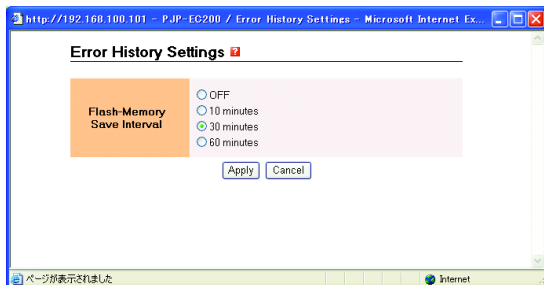 http://192.168.100.101 - PJP-EC200 / Error History Settings - Microsoft Internet Ex...
Error History Settings ?
Flash-Memory
Save Interval
OFF
10 minutes
30 minutes
60 minutes
Apply Cancel
ページが表示されました Internet